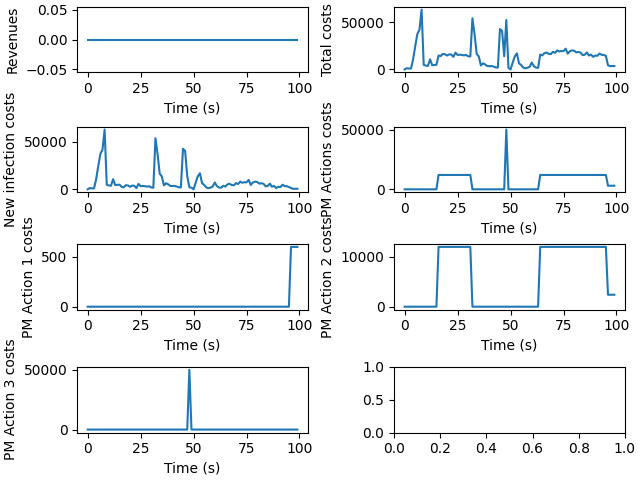 Revenues
0.05
0.00
−0.05
0 25 50 75 100
Time (s)
Total costs
50000
0
0 25 50 75 100
Time (s)
New infection costs
50000
0
0 25 50 75 100
Time (s)
PM Actions costs
50000
0
0 25 50 75 100
Time (s)
PM Action 1 costs
500
0
0 25 50 75 100
Time (s)
PM Action 2 costs
10000
0
0 25 50 75 100
Time (s)
PM Action 3 costs
50000
0
0 25 50 75 100
Time (s)
1.0
0.5
0.0
0.0 0.2 0.4 0.6 0.8 1.0